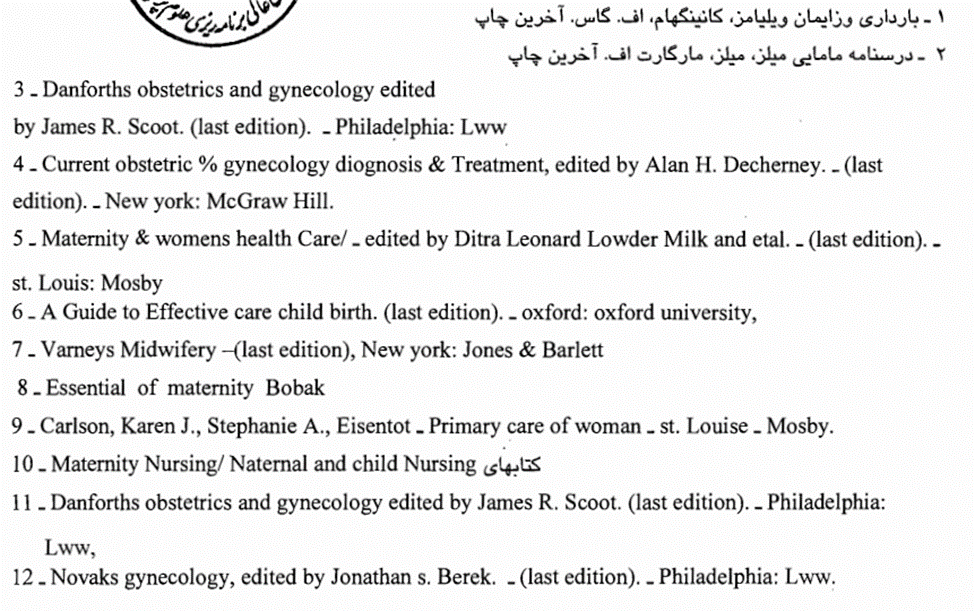 عالی برنامه‌ریزی علوم
۱ - بارداری وزایمان ویلیامز، کانینگهام، اف. گاس. آخرین چاپ
۲ - درسنامه مامایی میلز، میلز، مارگارت اف. آخرین چاپ
3 - Danforths obstetrics and gynecology edited
by James R. Scoot. (last edition). - Philadelphia: Lww
4 - Current obstetric % gynecology diognosis & Treatment, edited by Alan H. Decherney. - (last
edition). - New york: McGraw Hill.
5 - Maternity & womens health Care/ - edited by Ditra Leonard Lowder Milk and etal. - (last edition). -
st. Louis: Mosby
6 - A Guide to Effective care child birth. (last edition). - oxford: oxford university,
7 - Varneys Midwifery –(last edition), New york: Jones & Barlett
8 - Essential of maternity Bobak
9 - Carlson, Karen J., Stephanie A., Eisentot - Primary care of woman - st. Louise - Mosby.
10 - Maternity Nursing/ Naternal and child Nursing کتابهای
11 - Danforths obstetrics and gynecology edited by James R. Scoot. (last edition). - Philadelphia:
Lww,
12 - Novaks gynecology, edited by Jonathan s. Berek. - (last edition). - Philadelphia: Lww.